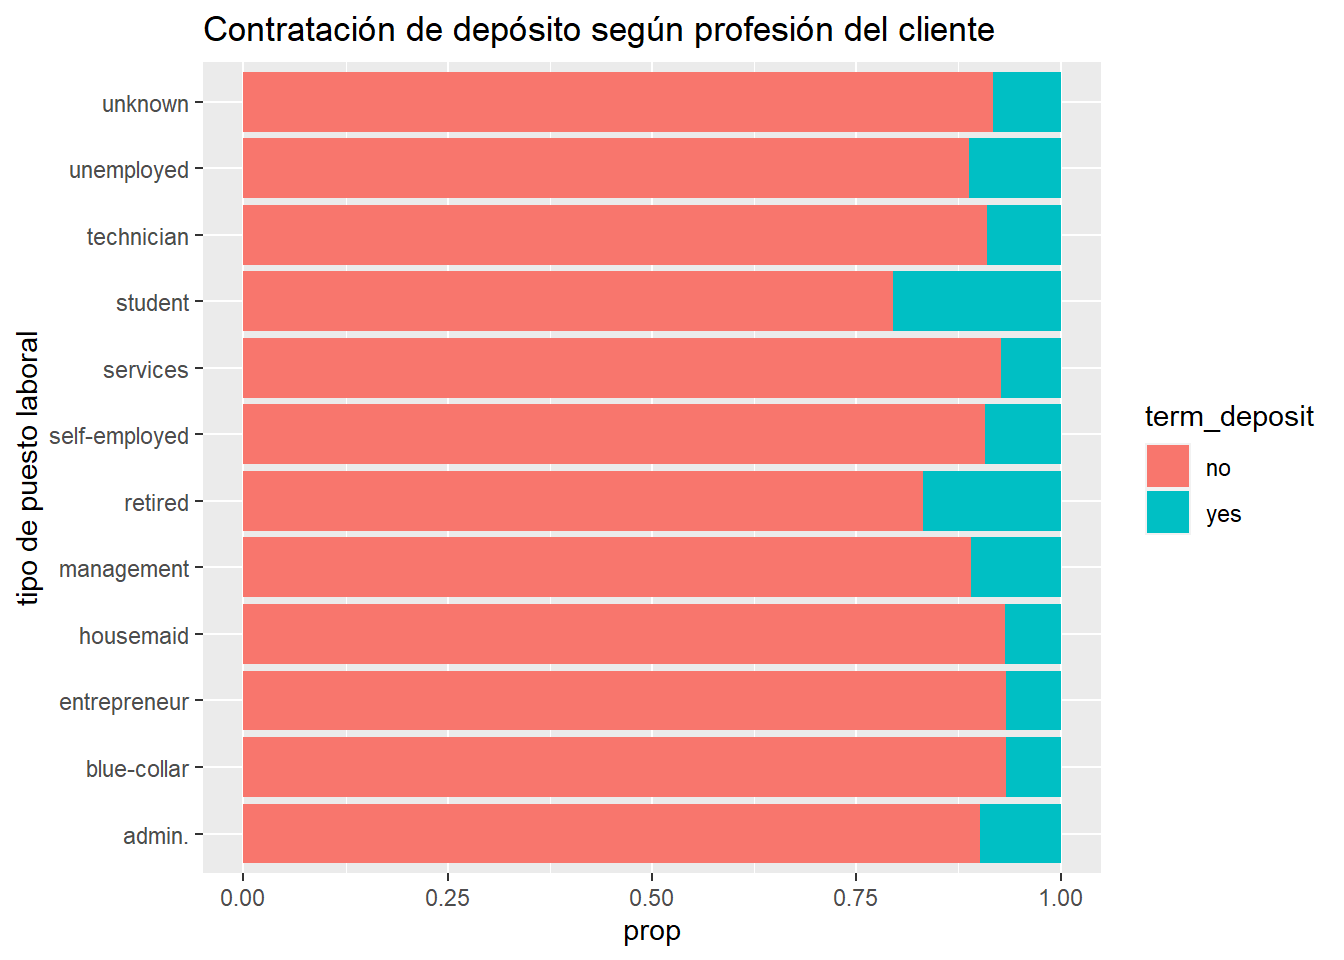 Contratación de depósito según profesión del cliente
tipo de puesto laboral
unknown
unemployed
technician
student
services
self-employed
retired
management
housemaid
entrepreneur
blue-collar
admin.
0.00 0.25 0.50 0.75 1.00
prop
term_deposit
no
yes